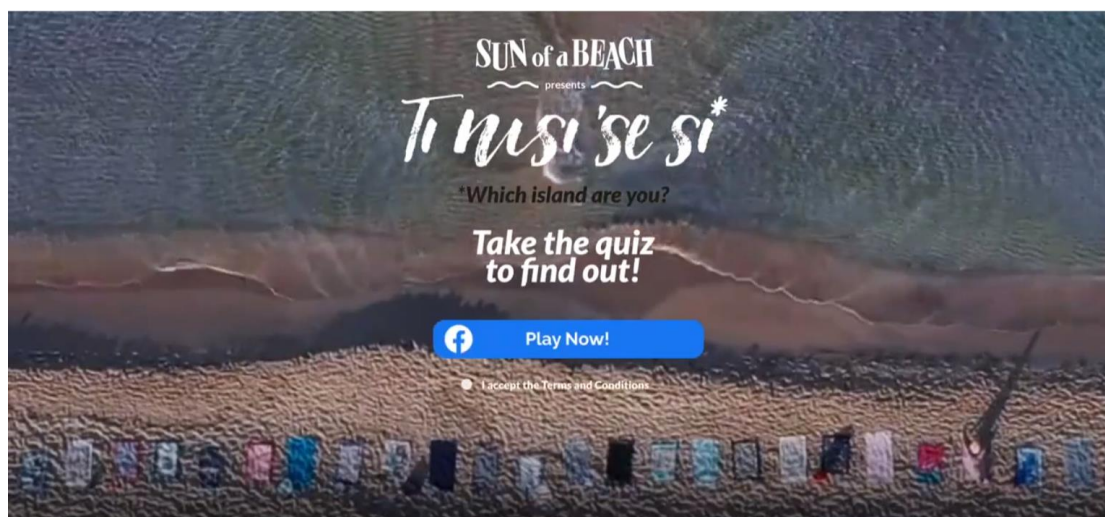 SUN of a BEACH
presents
Ti nisi 'se si*
*Which island are you?
Take the quiz
to find out!
Play Now!
I accept the Terms and Conditions